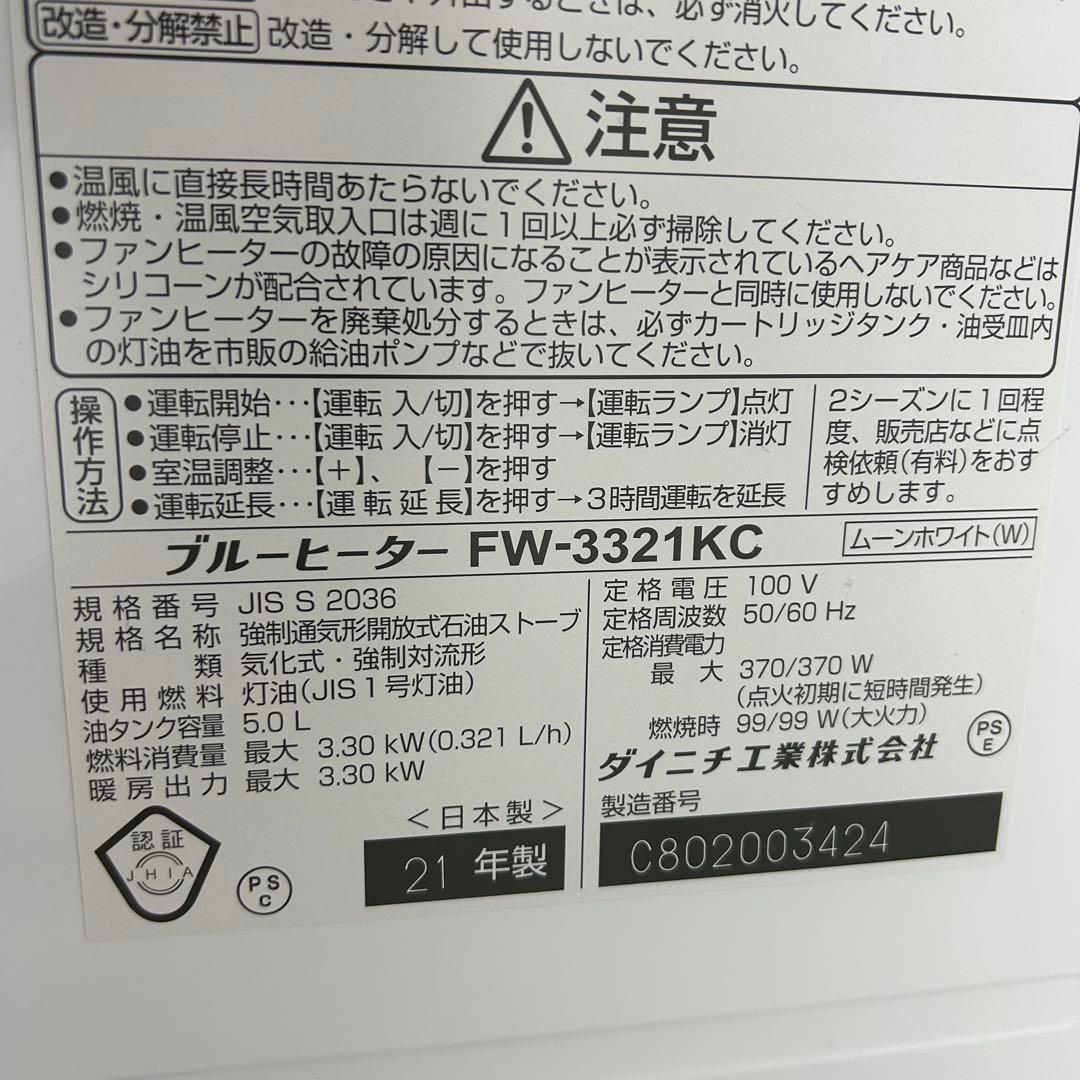 外出するときは、必ず消火してください。
改造・分解禁止 改造・分解して使用しないでください。
注意
●温風に直接長時間あたらないでください。
●燃焼・温風空気取入口は週に1回以上必ず掃除してください。
●ファンヒーターの故障の原因になることが表示されているヘアケア商品などは
シリコーンが配合されています。ファンヒーターと同時に使用しないでください。
●ファンヒーターを廃棄処分するときは、必ずカートリッジタンク・油受皿内
の灯油を市販の給油ポンプなどで抜いてください。
操作方法
●運転開始・・・【運転 入/切】を押す→【運転ランプ】点灯
●運転停止・・・【運転 入/切】を押す→【運転ランプ】消灯
●室温調整・・・【＋】、【－】を押す
●運転延長・・・【運転延長】を押す→3時間運転を延長
2シーズンに1回程
度、販売店などに点
検依頼(有料)をおす
すめします。
ブルーヒーター FW-3321KC
ムーンホワイト(W)
規格番号 JIS S 2036
規格名称 強制通気形開放式石油ストーブ
種類 気化式・強制対流形
使用燃料 灯油(JIS1号灯油)
油タンク容量 5.0 L
燃料消費量 最大 3.30 kW(0.321 L/h)
暖房出力 最大 3.30 kW
定格電圧 100 V
定格周波数 50/60 Hz
定格消費電力
最大 370/370 W
(点火初期に短時間発生)
燃焼時 99/99 W(大火力)
ダイニチ工業株式会社
PS
E
認証
JHIA
PS
C
＜日本製＞
21 年製
製造番号
C802003424